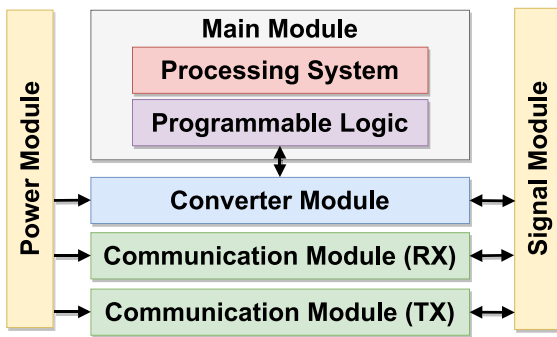 Power Module
Main Module
Processing System
Programmable Logic
Converter Module
Communication Module (RX)
Communication Module (TX)
Signal Module